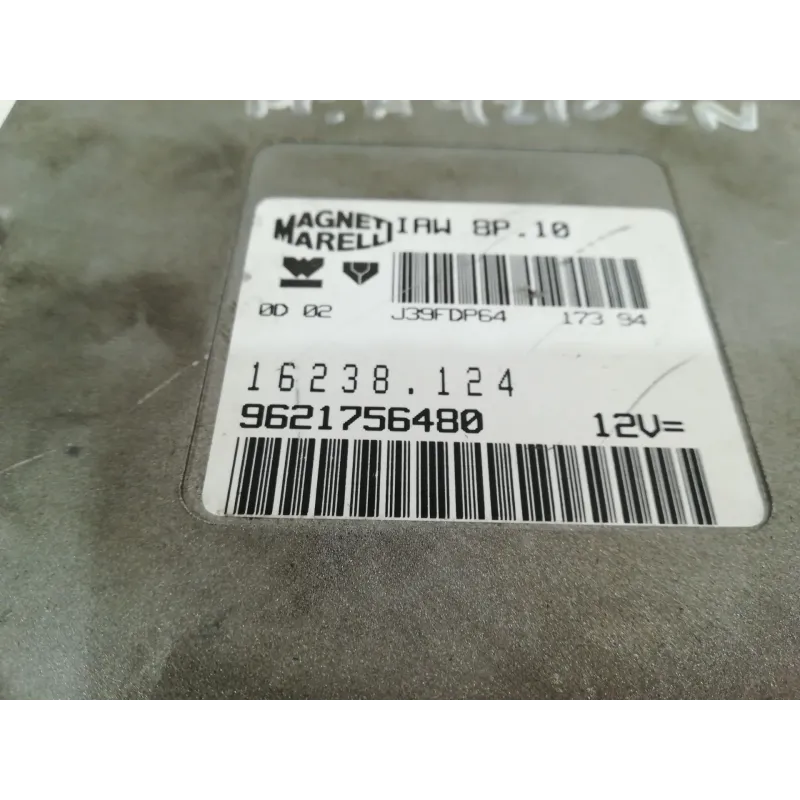 MAGNETI
MARELLI
IAW 8P.10
0D 02
J39FDP64 173 94
16238.124
9621756480 12V=